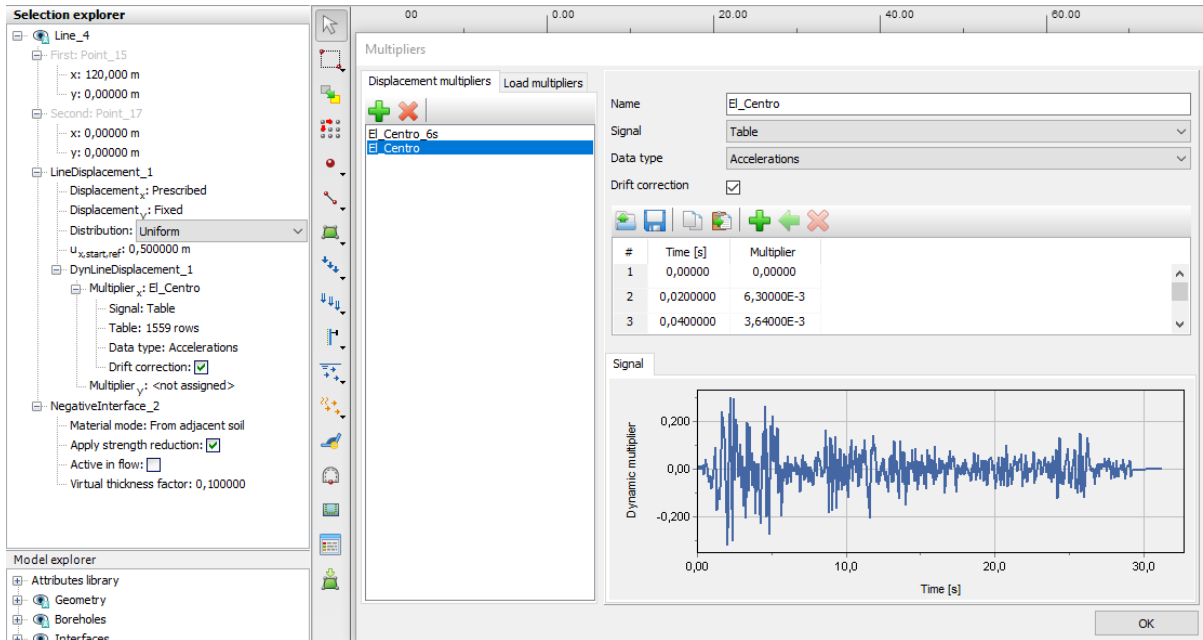 Selection explorer
Line_4
First: Point_15
x: 120,000 m
y: 0,00000 m
Second: Point_17
x: 0,00000 m
y: 0,00000 m
LineDisplacement_1
Displacementx: Prescribed
Displacementy: Fixed
Distribution: Uniform
ux,start,ref: 0,500000 m
DynLineDisplacement_1
Multiplierx: El_Centro
Signal: Table
Table: 1559 rows
Data type: Accelerations
Drift correction:
Multipliery: <not assigned>
NegativeInterface_2
Material mode: From adjacent soil
Apply strength reduction:
Active in flow:
Virtual thickness factor: 0,100000
Model explorer
Attributes library
Geometry
Boreholes
Interfaces
00 0.00 20.00 40.00 60.00
Multipliers
Displacement multipliers Load multipliers
El_Centro_6s
El_Centro
Name El_Centro
Signal Table
Data type Accelerations
Drift correction
# Time [s] Multiplier
1 0,00000 0,00000
2 0,0200000 6,30000E-3
3 0,0400000 3,64000E-3
Signal
Dynamic multiplier
0,200
0,00
-0,200
0,00 10,0 20,0 30,0
Time [s]
OK